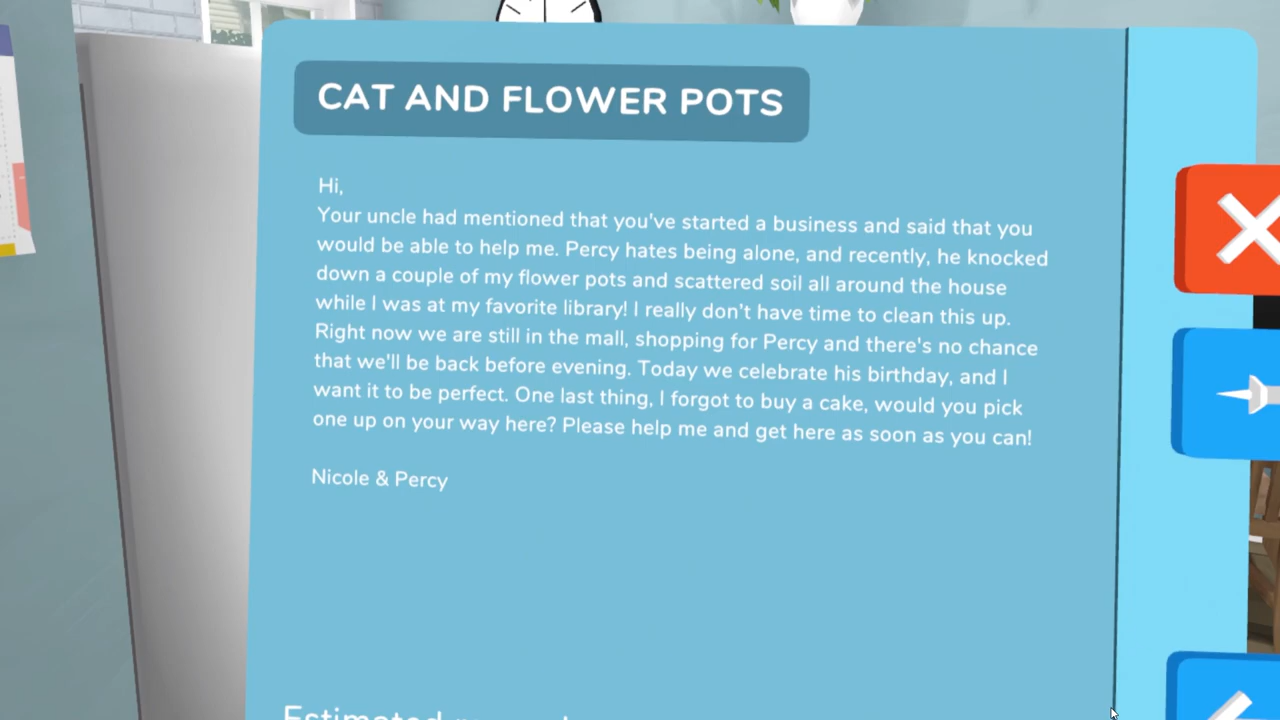 CAT AND FLOWER POTS
Hi,
Your uncle had mentioned that you've started a business and said that you
would be able to help me. Percy hates being alone, and recently, he knocked
down a couple of my flower pots and scattered soil all around the house
while I was at my favorite library! I really don't have time to clean this up.
Right now we are still in the mall, shopping for Percy and there's no chance
that we'll be back before evening. Today we celebrate his birthday, and I
want it to be perfect. One last thing, I forgot to buy a cake, would you pick
one up on your way here? Please help me and get here as soon as you can!
Nicole & Percy
Estimated